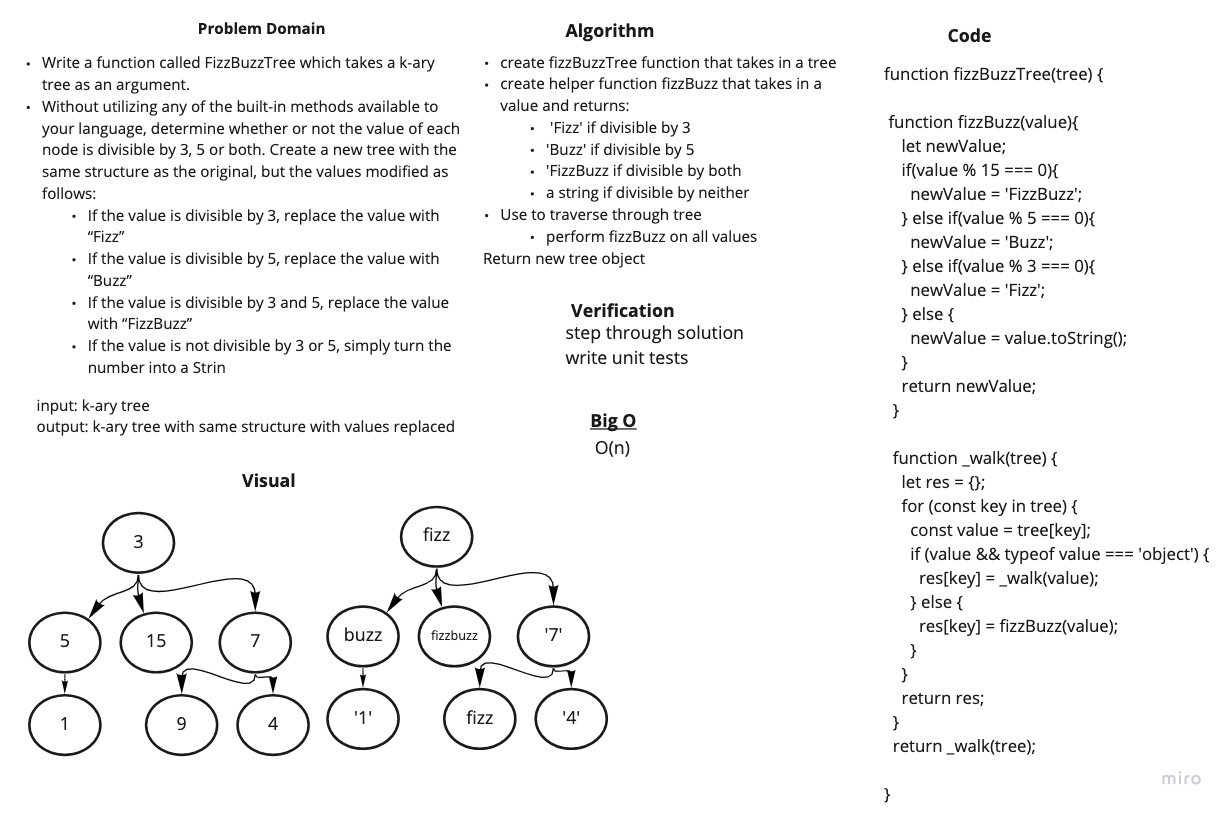 Problem Domain
• Write a function called FizzBuzzTree which takes a k-ary
tree as an argument.
• Without utilizing any of the built-in methods available to
your language, determine whether or not the value of each
node is divisible by 3, 5 or both. Create a new tree with the
same structure as the original, but the values modified as
follows:
• If the value is divisible by 3, replace the value with
“Fizz”
• If the value is divisible by 5, replace the value with
“Buzz”
• If the value is divisible by 3 and 5, replace the value
with “FizzBuzz”
• If the value is not divisible by 3 or 5, simply turn the
number into a Strin
input: k-ary tree
output: k-ary tree with same structure with values replaced
Visual
3
5
15
7
1
9
4
fizz
buzz
fizzbuzz
'7'
'1'
fizz
'4'
Algorithm
• create fizzBuzzTree function that takes in a tree
• create helper function fizzBuzz that takes in a
value and returns:
• 'Fizz' if divisible by 3
• 'Buzz' if divisible by 5
• 'FizzBuzz if divisible by both
• a string if divisible by neither
• Use to traverse through tree
• perform fizzBuzz on all values
Return new tree object
Verification
step through solution
write unit tests
Big O
O(n)
Code
function fizzBuzzTree(tree) {
function fizzBuzz(value){
let newValue;
if(value % 15 === 0){
newValue = 'FizzBuzz';
} else if(value % 5 === 0){
newValue = 'Buzz';
} else if(value % 3 === 0){
newValue = 'Fizz';
} else {
newValue = value.toString();
}
return newValue;
}
function _walk(tree) {
let res = {};
for (const key in tree) {
const value = tree[key];
if (value && typeof value === 'object') {
res[key] = _walk(value);
} else {
res[key] = fizzBuzz(value);
}
}
return res;
}
return _walk(tree);
}
miro